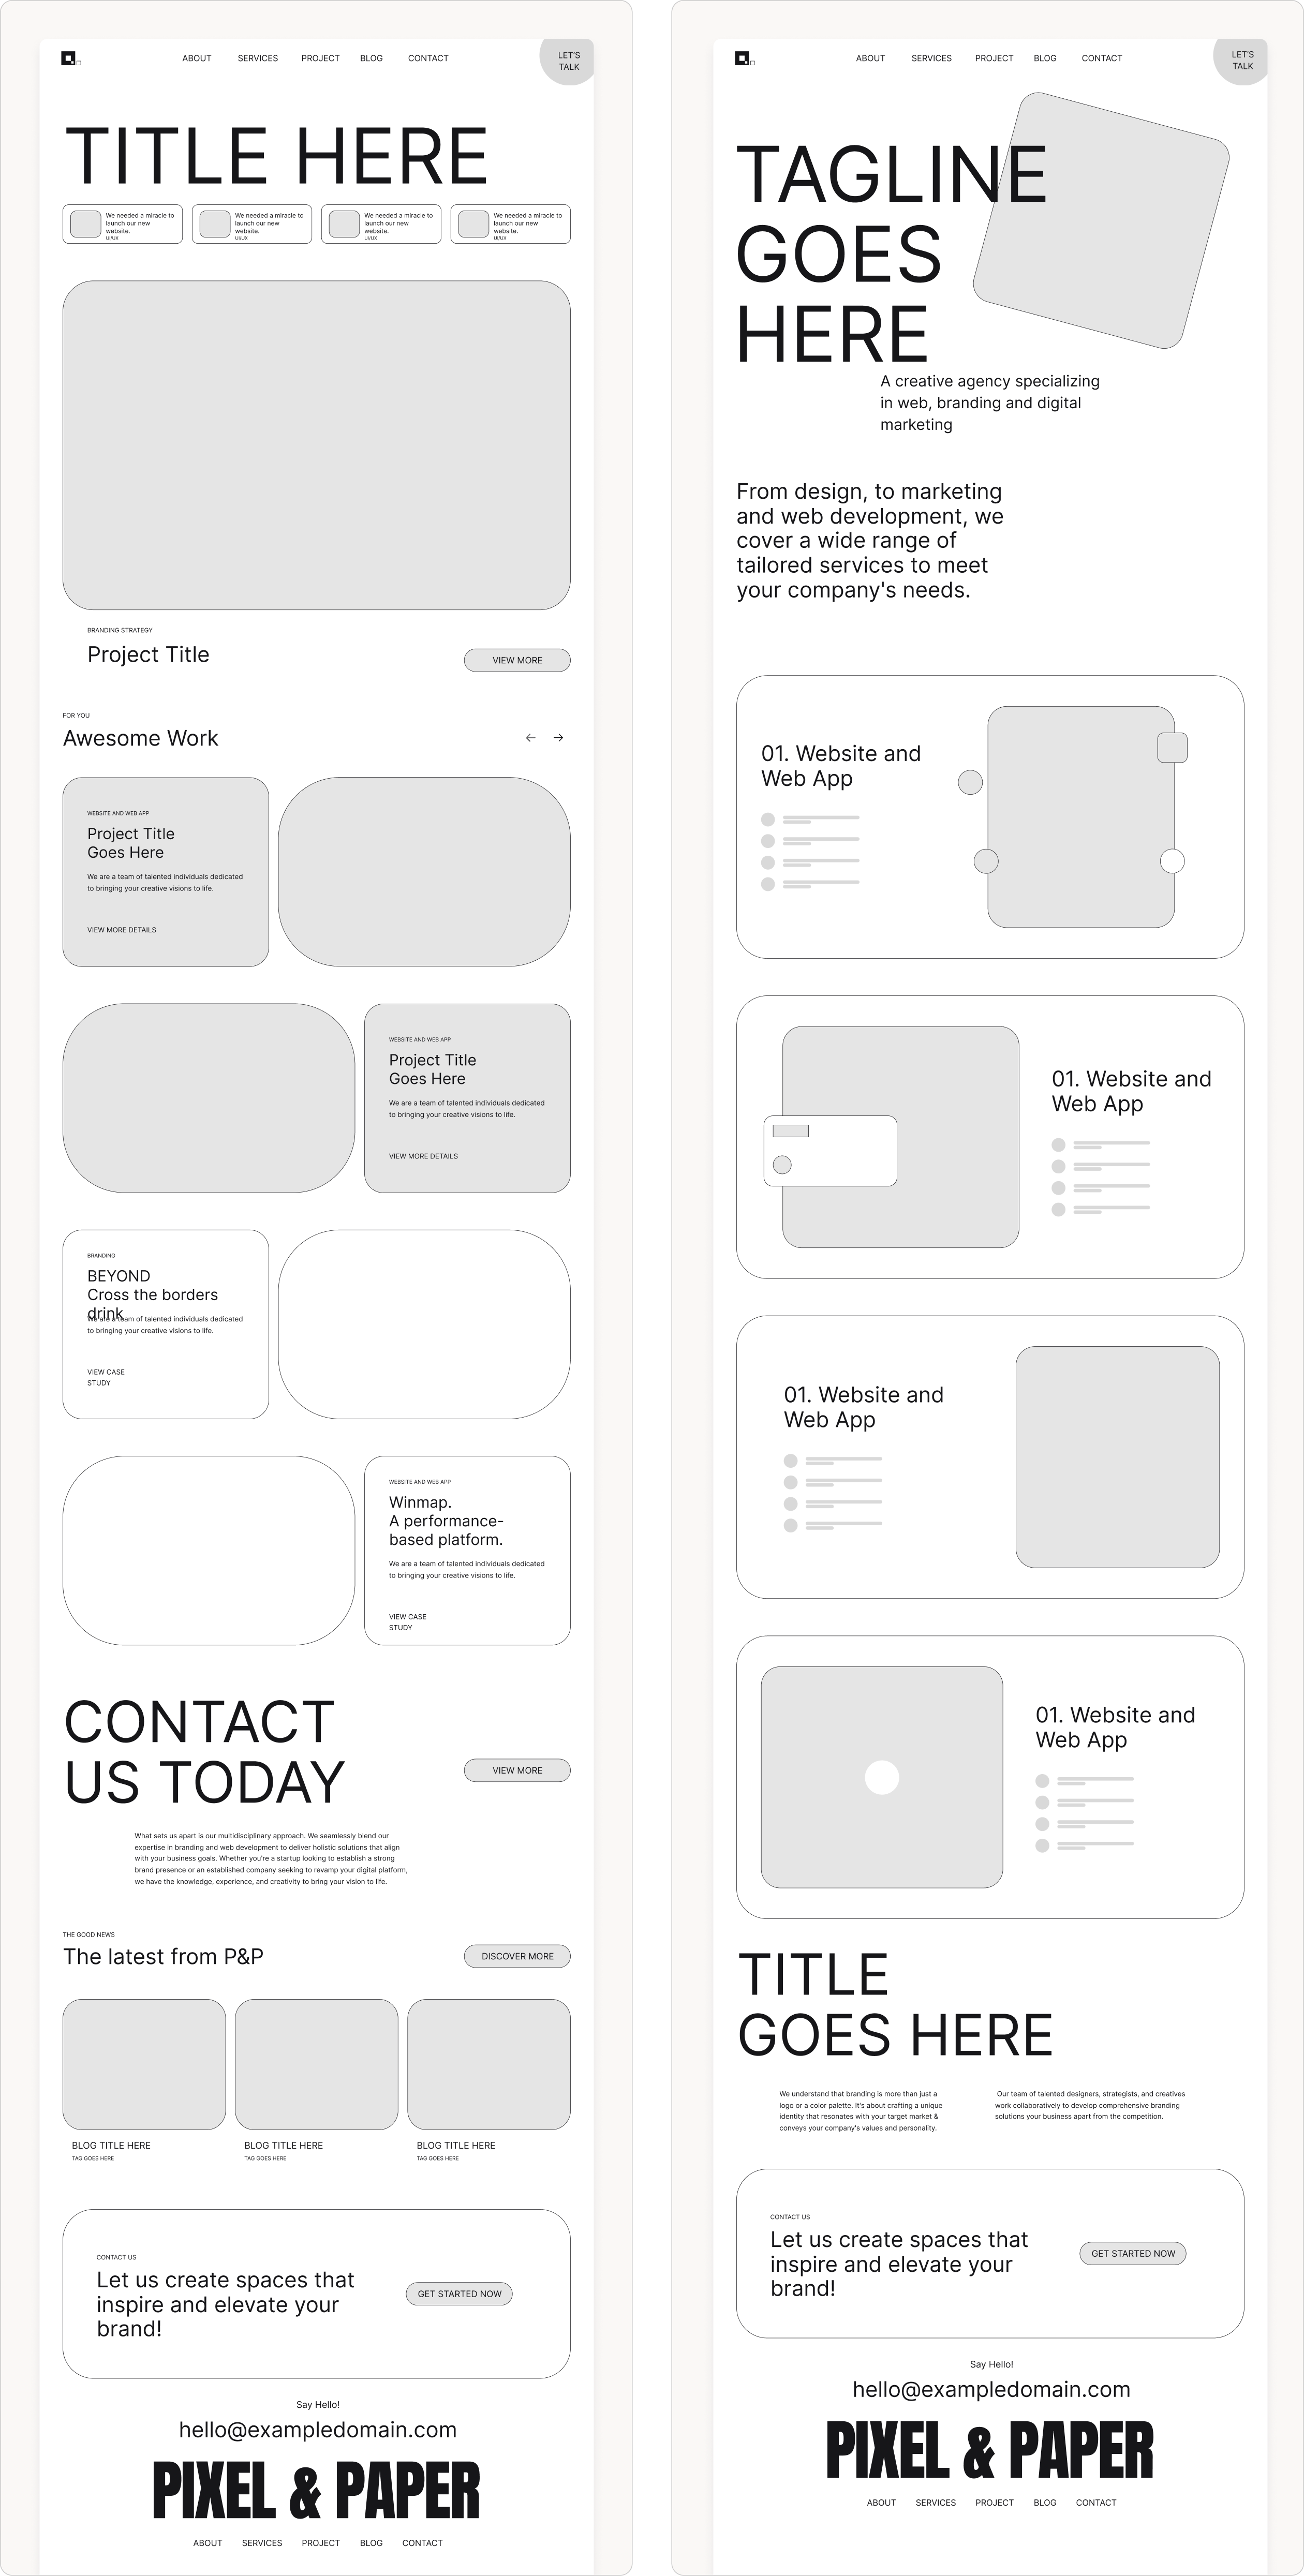 ABOUT SERVICES PROJECT BLOG CONTACT
LET'S
TALK
TITLE HERE
We needed a miracle to
launch our new
website.
UI/UX
We needed a miracle to
launch our new
website.
UI/UX
We needed a miracle to
launch our new
website.
UI/UX
We needed a miracle to
launch our new
website.
UI/UX
BRANDING STRATEGY
Project Title
VIEW MORE
FOR YOU
Awesome Work
WEBSITE AND WEB APP
Project Title
Goes Here
We are a team of talented individuals dedicated
to bringing your creative visions to life.
VIEW MORE DETAILS
WEBSITE AND WEB APP
Project Title
Goes Here
We are a team of talented individuals dedicated
to bringing your creative visions to life.
VIEW MORE DETAILS
BRANDING
BEYOND
Cross the borders
drink
We are a team of talented individuals dedicated
to bringing your creative visions to life.
VIEW CASE
STUDY
WEBSITE AND WEB APP
Winmap.
A performance-
based platform.
We are a team of talented individuals dedicated
to bringing your creative visions to life.
VIEW CASE
STUDY
CONTACT
US TODAY
VIEW MORE
What sets us apart is our multidisciplinary approach. We seamlessly blend our
expertise in branding and web development to deliver holistic solutions that align
with your business goals. Whether you're a startup looking to establish a strong
brand presence or an established company seeking to revamp your digital platform,
we have the knowledge, experience, and creativity to bring your vision to life.
THE GOOD NEWS
The latest from P&P
DISCOVER MORE
BLOG TITLE HERE
TAG GOES HERE
BLOG TITLE HERE
TAG GOES HERE
BLOG TITLE HERE
TAG GOES HERE
CONTACT US
Let us create spaces that
inspire and elevate your
brand!
GET STARTED NOW
Say Hello!
hello@exampledomain.com
PIXEL & PAPER
ABOUT SERVICES PROJECT BLOG CONTACT
ABOUT SERVICES PROJECT BLOG CONTACT
LET'S
TALK
TAGLINE
GOES
HERE
A creative agency specializing
in web, branding and digital
marketing
From design, to marketing
and web development, we
cover a wide range of
tailored services to meet
your company's needs.
01. Website and
Web App
01. Website and
Web App
01. Website and
Web App
01. Website and
Web App
TITLE
GOES HERE
We understand that branding is more than just a
logo or a color palette. It's about crafting a unique
identity that resonates with your target market &
conveys your company's values and personality.
Our team of talented designers, strategists, and creatives
work collaboratively to develop comprehensive branding
solutions your business apart from the competition.
CONTACT US
Let us create spaces that
inspire and elevate your
brand!
GET STARTED NOW
Say Hello!
hello@exampledomain.com
PIXEL & PAPER
ABOUT SERVICES PROJECT BLOG CONTACT